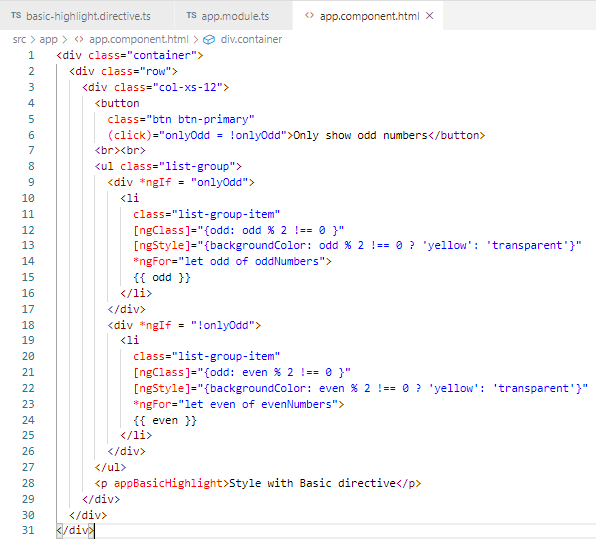 TS basic-highlight.directive.ts TS app.module.ts <> app.component.html ×
src > app > <> app.component.html > div.container
1 <div class="container">
2 <div class="row">
3 <div class="col-xs-12">
4 <button
5 class="btn btn-primary"
6 (click)="onlyOdd = !onlyOdd">Only show odd numbers</button>
7 <br><br>
8 <ul class="list-group">
9 <div *ngIf = "onlyOdd">
10 <li
11 class="list-group-item"
12 [ngClass]="{odd: odd % 2 !== 0 }"
13 [ngStyle]="{backgroundColor: odd % 2 !== 0 ? 'yellow': 'transparent'}"
14 *ngFor="let odd of oddNumbers">
15 {{ odd }}
16 </li>
17 </div>
18 <div *ngIf = "!onlyOdd">
19 <li
20 class="list-group-item"
21 [ngClass]="{odd: even % 2 !== 0 }"
22 [ngStyle]="{backgroundColor: even % 2 !== 0 ? 'yellow': 'transparent'}"
23 *ngFor="let even of evenNumbers">
24 {{ even }}
25 </li>
26 </div>
27 </ul>
28 <p appBasicHighlight>Style with Basic directive</p>
29 </div>
30 </div>
31 </div>